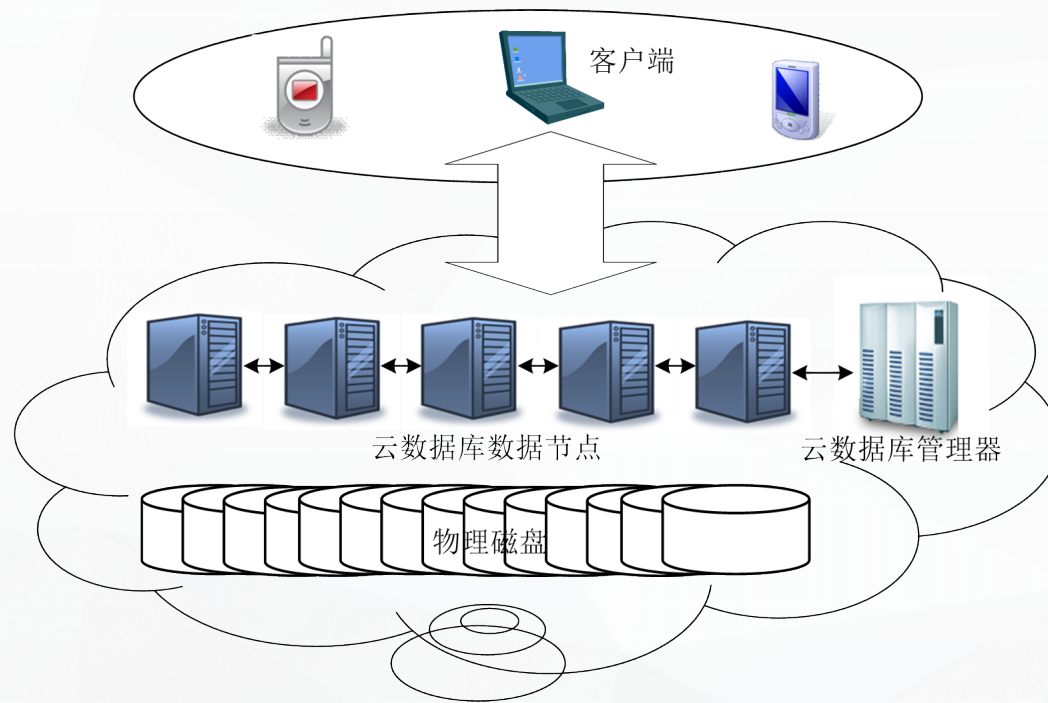 客户端
云数据库数据节点
云数据库管理器
物理磁盘